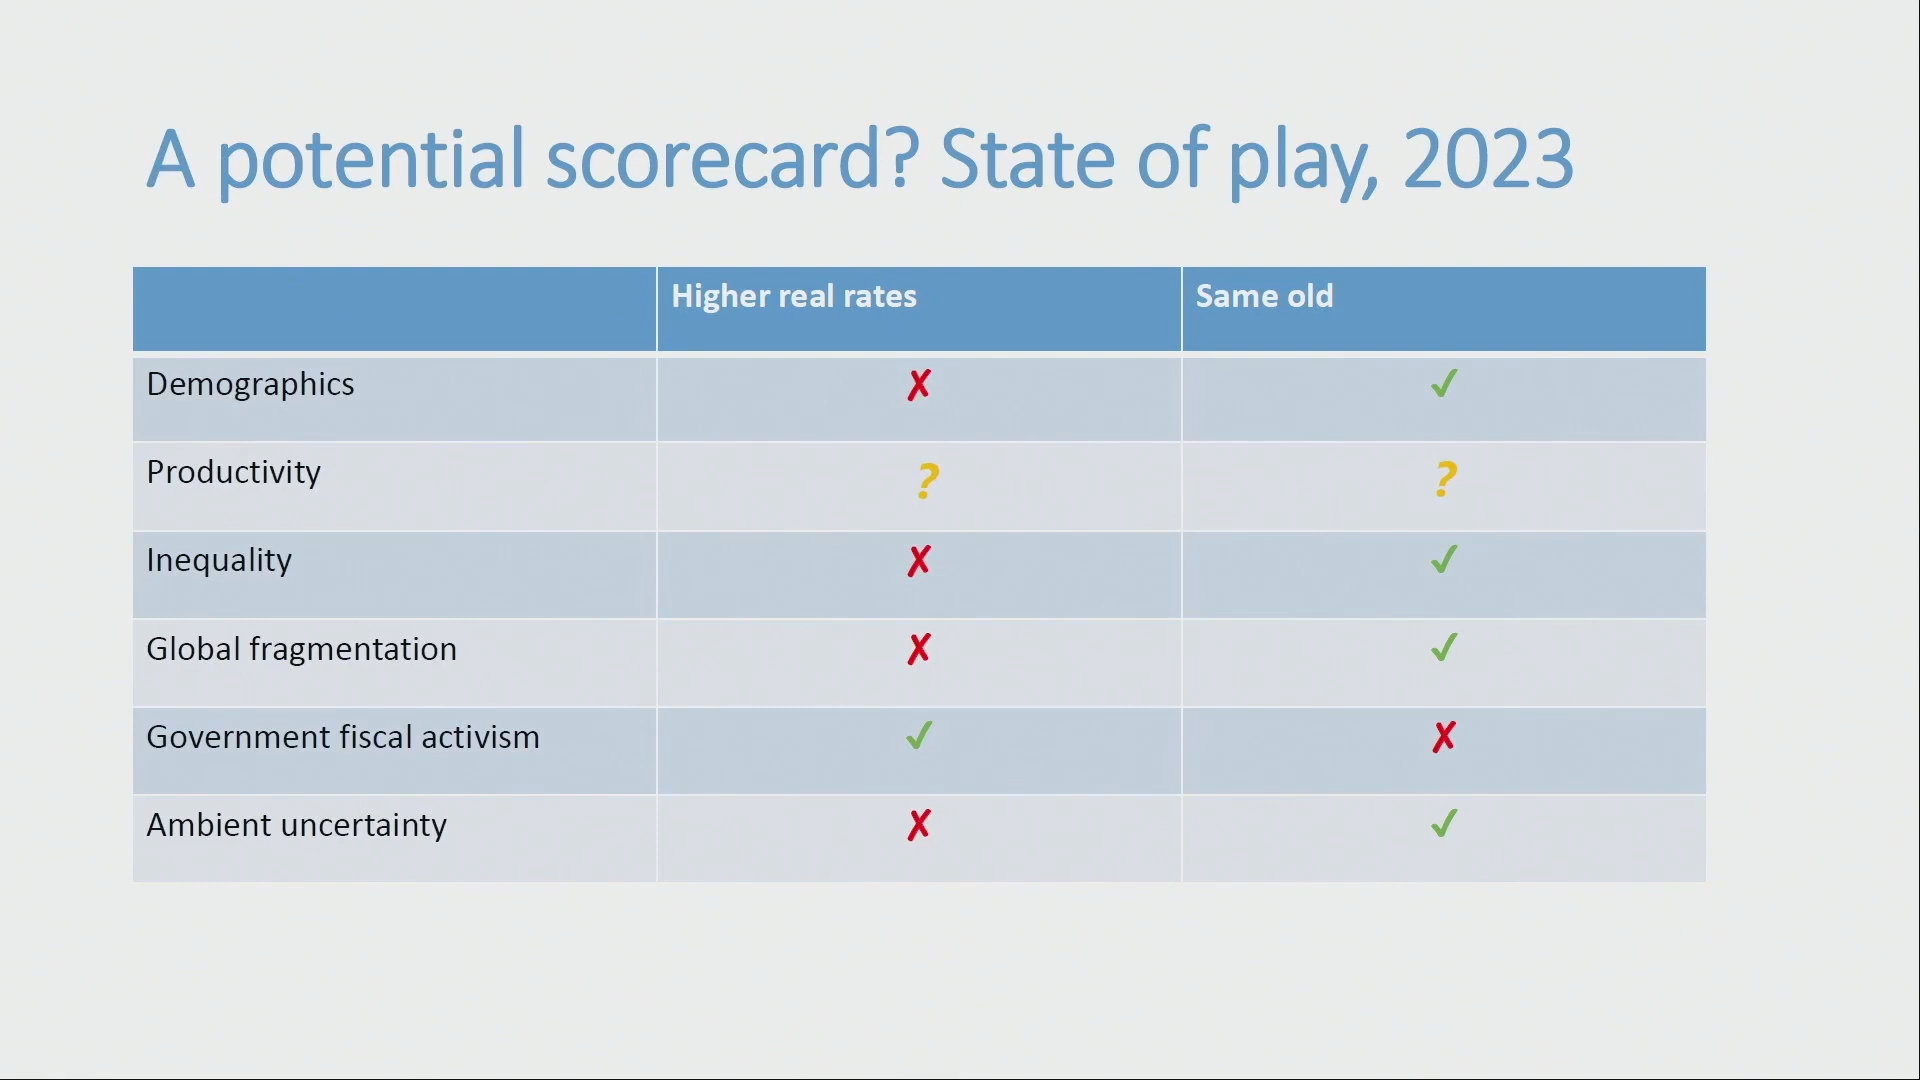 A potential scorecard? State of play, 2023
Higher real rates
Same old
Demographics
✗
✓
Productivity
?
?
Inequality
✗
✓
Global fragmentation
✗
✓
Government fiscal activism
✓
✗
Ambient uncertainty
✗
✓